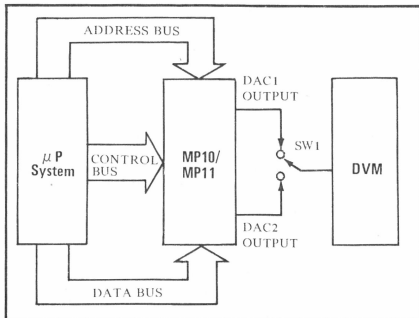 ADDRESS BUS
DAC1
OUTPUT
μP
System
CONTROL
BUS
MP10/
MP11
SW1
DVM
DAC2
OUTPUT
DATA BUS